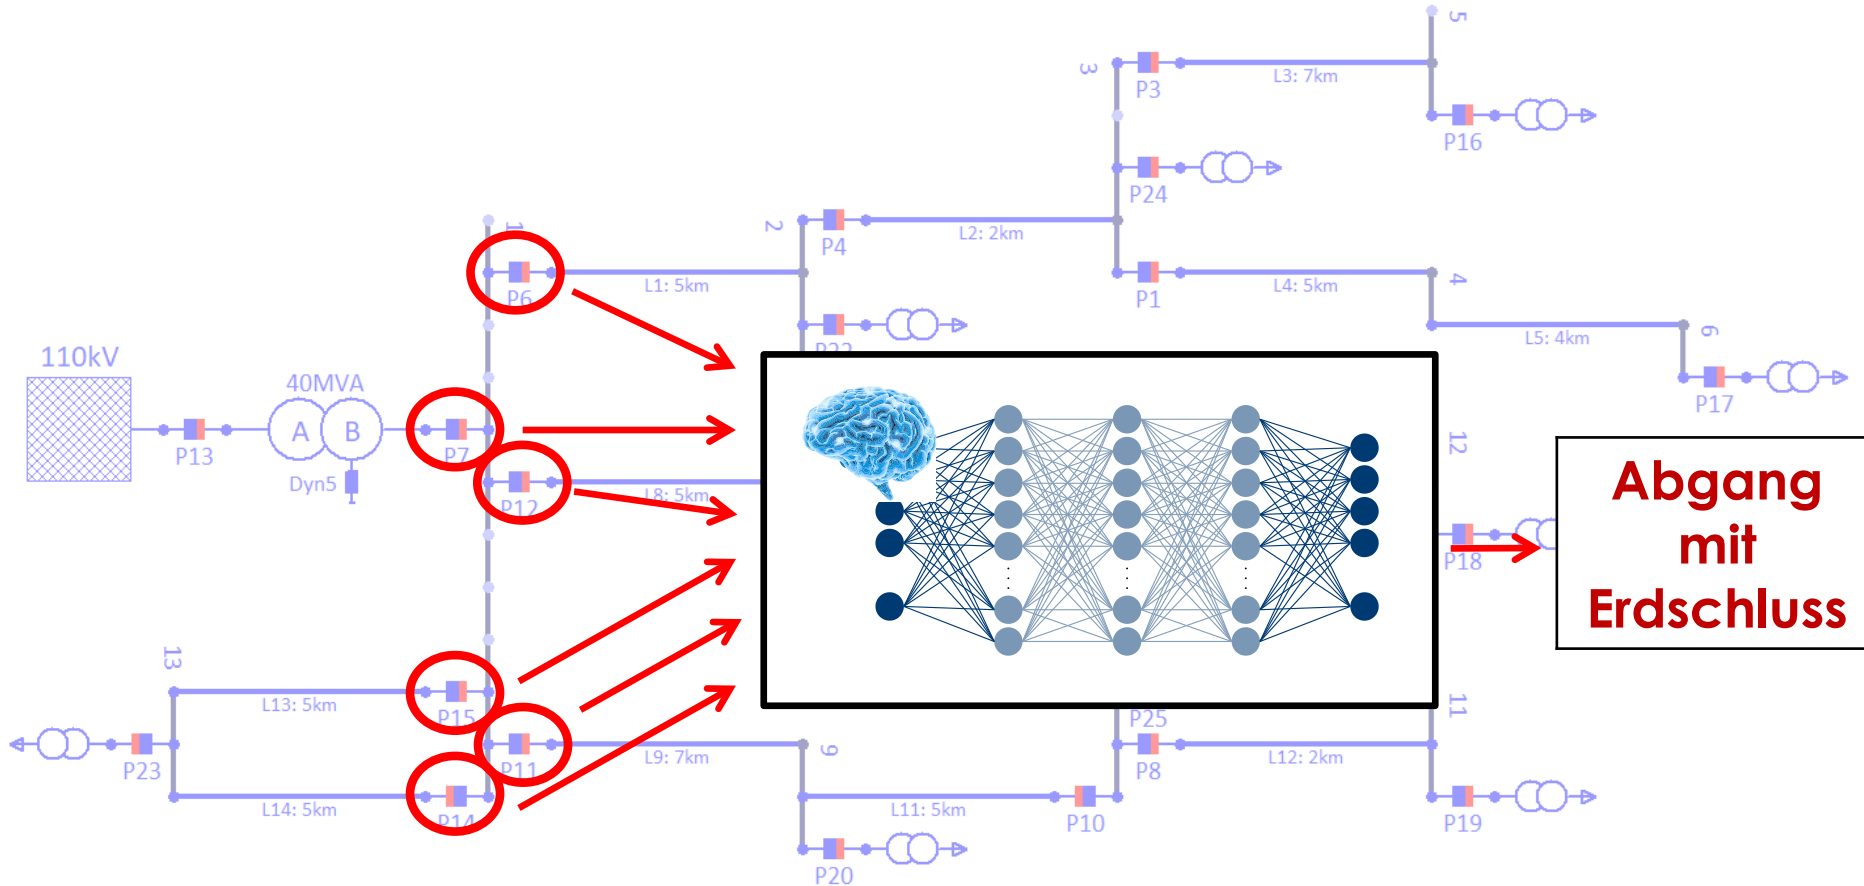 5
3
P3
L3: 7km
P16
P24
1
2
P4
L2: 2km
P6
L1: 5km
P1
L4: 5km
4
P22
L5: 4km
6
110kV
40MVA
P17
A
B
P13
P7
12
Dyn5
P12
L8: 5km
Abgang
mit
Erdschluss
P18
13
L13: 5km
P15
11
P25
P23
P11
L9: 7km
9
P8
L12: 2km
L14: 5km
P14
L11: 5km
P10
P19
P20